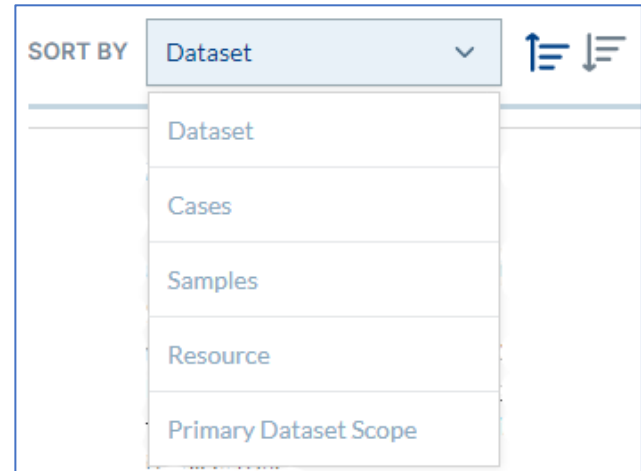 SORT BY Dataset
Dataset
Cases
Samples
Resource
Primary Dataset Scope